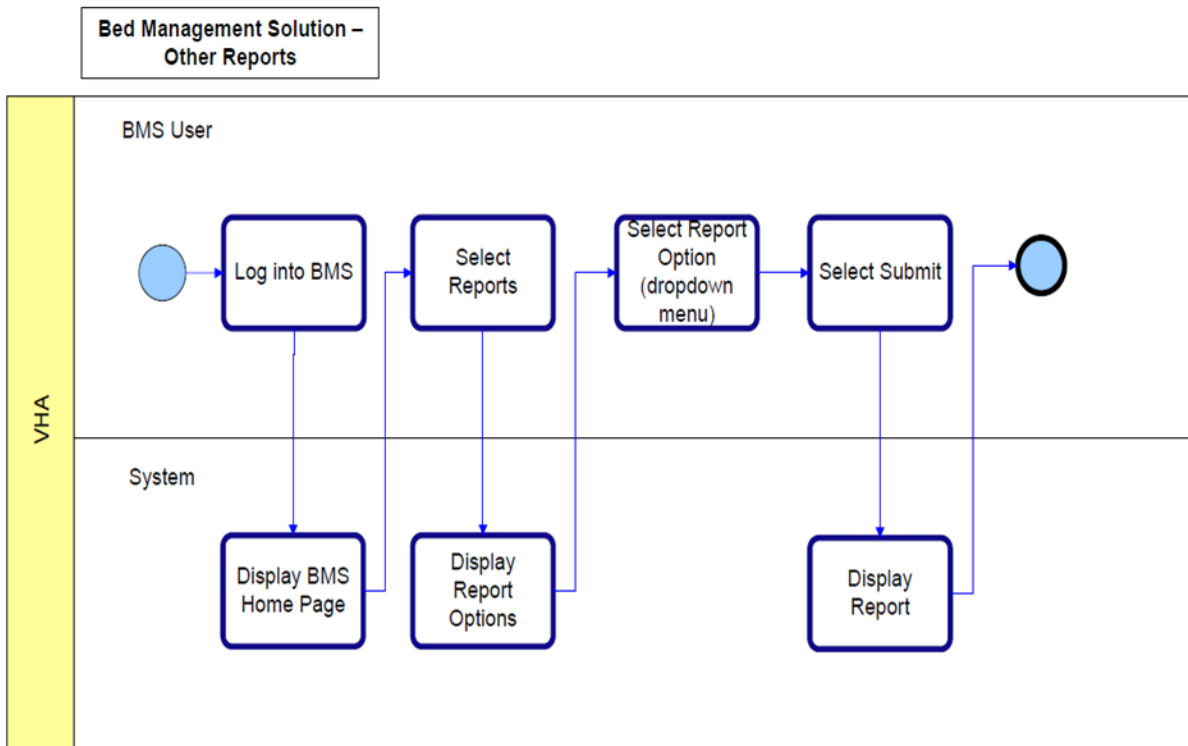 Bed Management Solution –
Other Reports
VHA
BMS User
Log into BMS
Select
Reports
Select Report
Option
(dropdown
menu)
Select Submit
System
Display BMS
Home Page
Display
Report
Options
Display
Report